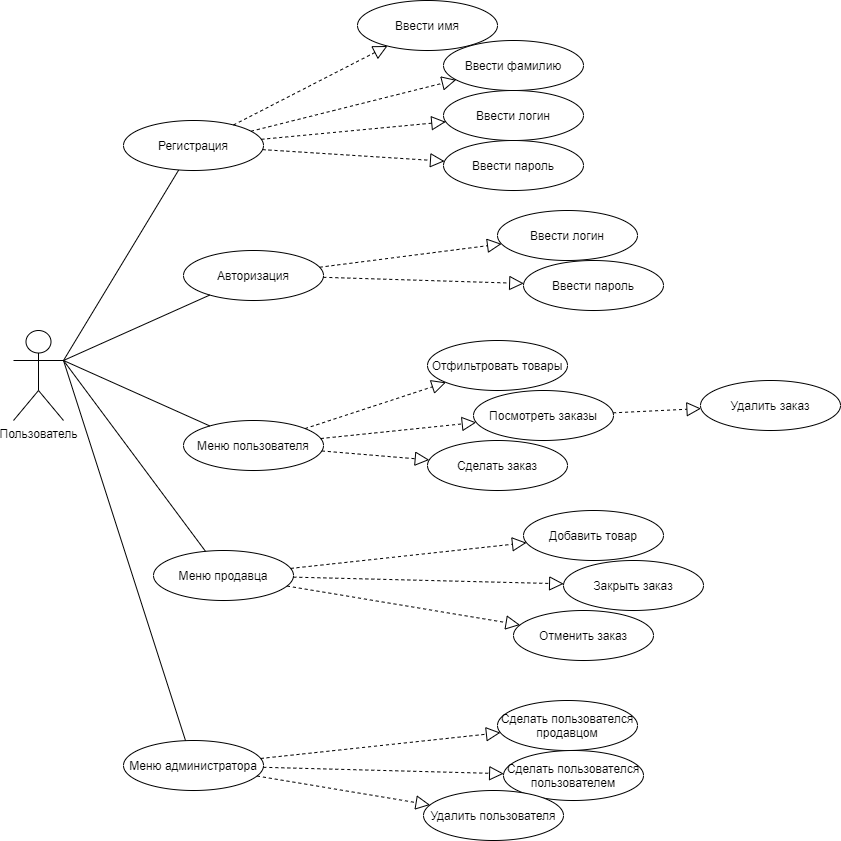 Ввести имя
Ввести фамилию
Ввести логин
Регистрация
Ввести пароль
Ввести логин
Авторизация
Ввести пароль
Отфильтровать товары
Посмотреть заказы
Удалить заказ
Пользователь
Меню пользователя
Сделать заказ
Добавить товар
Меню продавца
Закрыть заказ
Отменить заказ
Сделать пользователся
продавцом
Меню администратора
Сделать пользователся
пользователем
Удалить пользователя